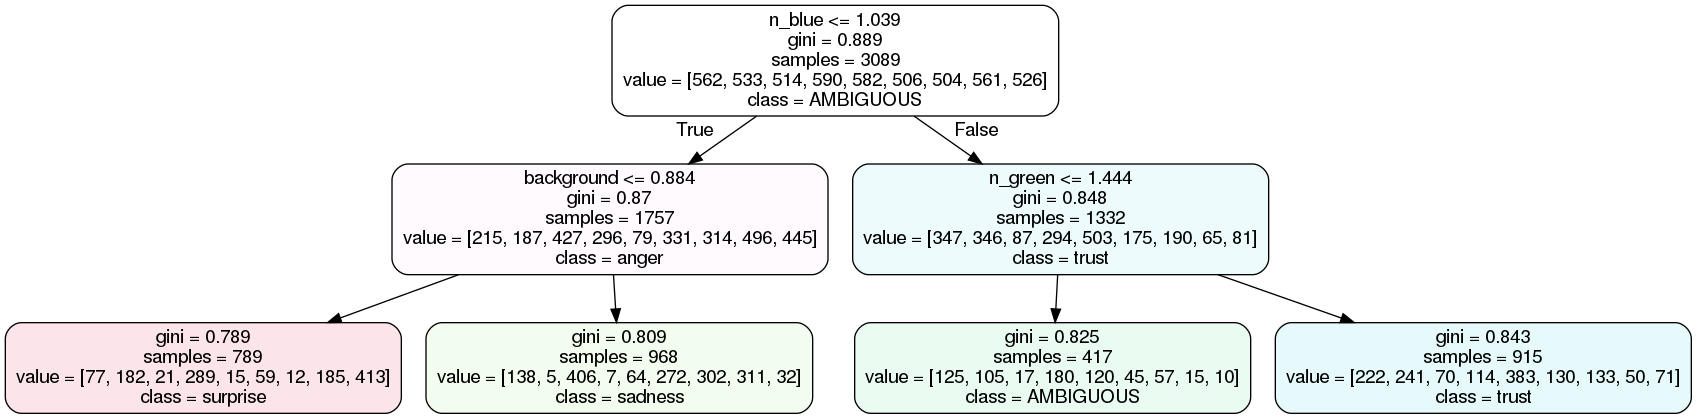 n_blue <= 1.039
gini = 0.889
samples = 3089
value = [562, 533, 514, 590, 582, 506, 504, 561, 526]
class = AMBIGUOUS
True
False
background <= 0.884
gini = 0.87
samples = 1757
value = [215, 187, 427, 296, 79, 331, 314, 496, 445]
class = anger
n_green <= 1.444
gini = 0.848
samples = 1332
value = [347, 346, 87, 294, 503, 175, 190, 65, 81]
class = trust
gini = 0.789
samples = 789
value = [77, 182, 21, 289, 15, 59, 12, 185, 413]
class = surprise
gini = 0.809
samples = 968
value = [138, 5, 406, 7, 64, 272, 302, 311, 32]
class = sadness
gini = 0.825
samples = 417
value = [125, 105, 17, 180, 120, 45, 57, 15, 10]
class = AMBIGUOUS
gini = 0.843
samples = 915
value = [222, 241, 70, 114, 383, 130, 133, 50, 71]
class = trust